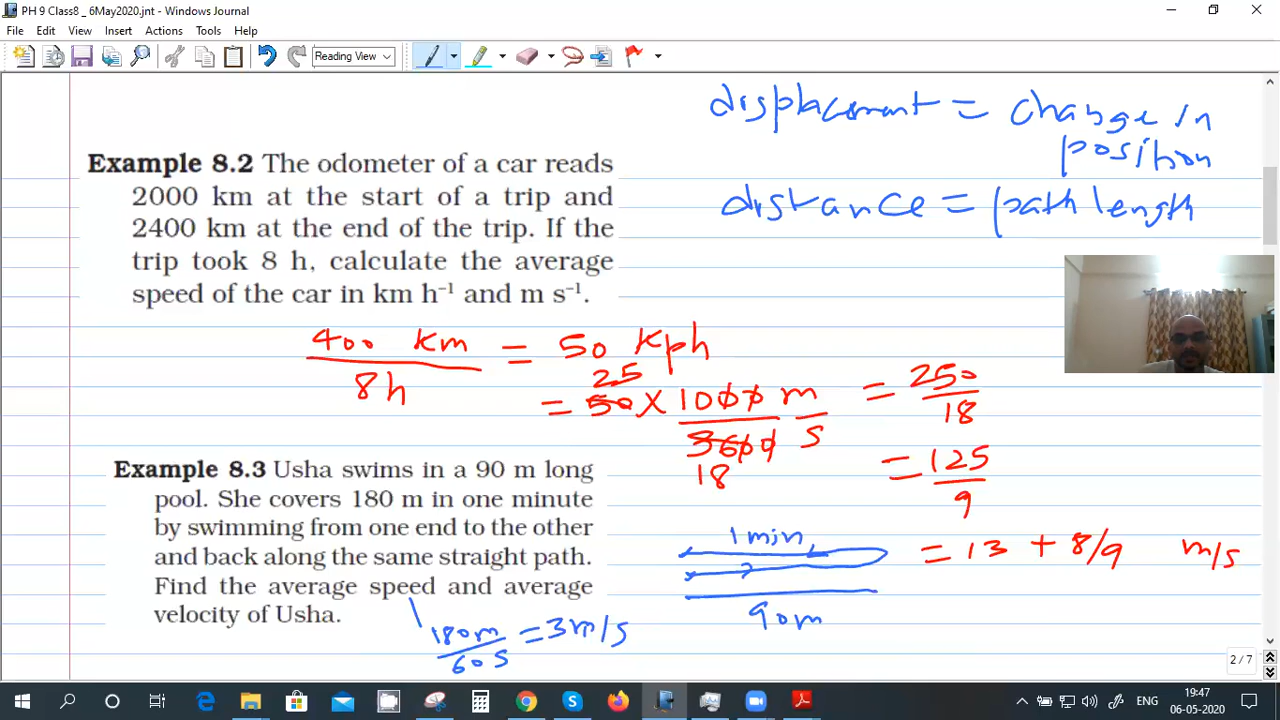 PH 9 Class8 _ 6May2020.jnt - Windows Journal
File Edit View Insert Actions Tools Help
Reading View
displacement = change in
position
distance = path length
Example 8.2 The odometer of a car reads
2000 km at the start of a trip and
2400 km at the end of the trip. If the
trip took 8 h, calculate the average
speed of the car in km h⁻¹ and m s⁻¹.
400 km / 8h = 50 kph
25
= 50 × 1000 / 3600 m / s = 250 / 18
18
= 125 / 9
= 13 + 8/9 m/s
Example 8.3 Usha swims in a 90 m long
pool. She covers 180 m in one minute
by swimming from one end to the other
and back along the same straight path.
Find the average speed and average
velocity of Usha.
1 min
90m
180m / 60s = 3m/s
2 / 7
ENG
19:47
06-05-2020